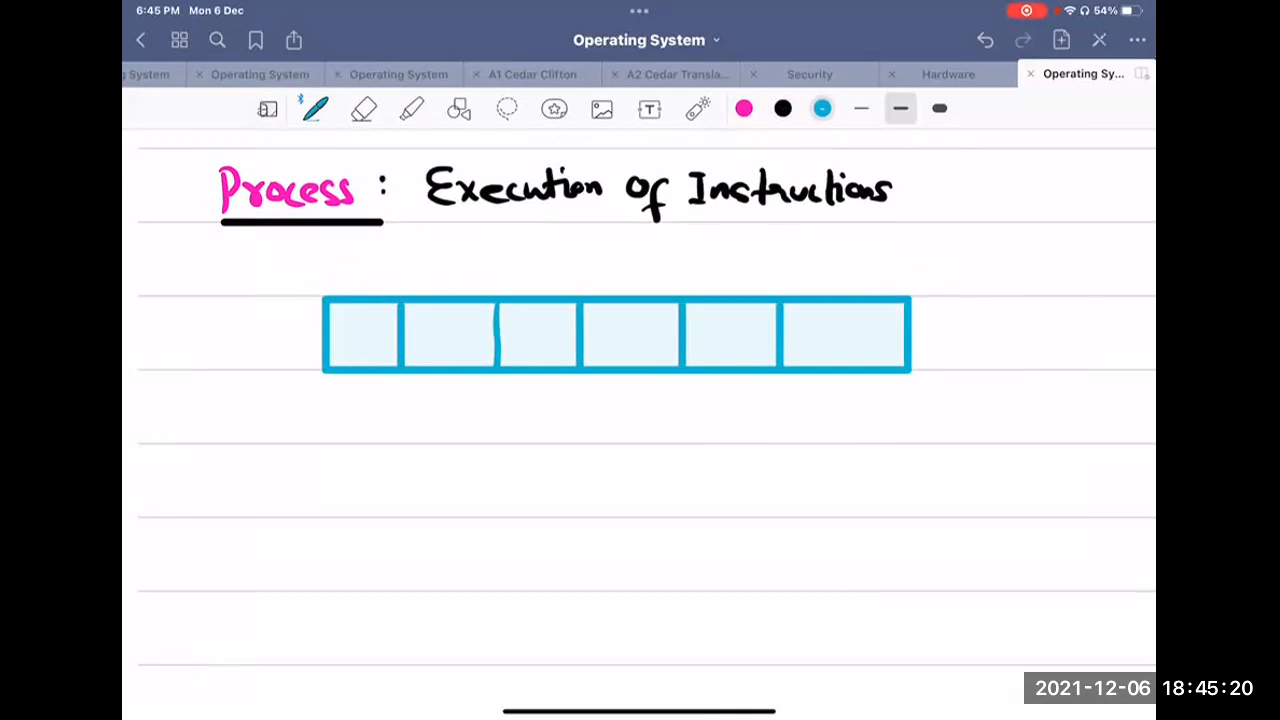 6:45 PM Mon 6 Dec
54%
Operating System
g System
Operating System
Operating System
A1 Cedar Clifton
A2 Cedar Transla...
Security
Hardware
Operating Sy...
T
Process : Execution of Instructions
2021-12-06 18:45:20